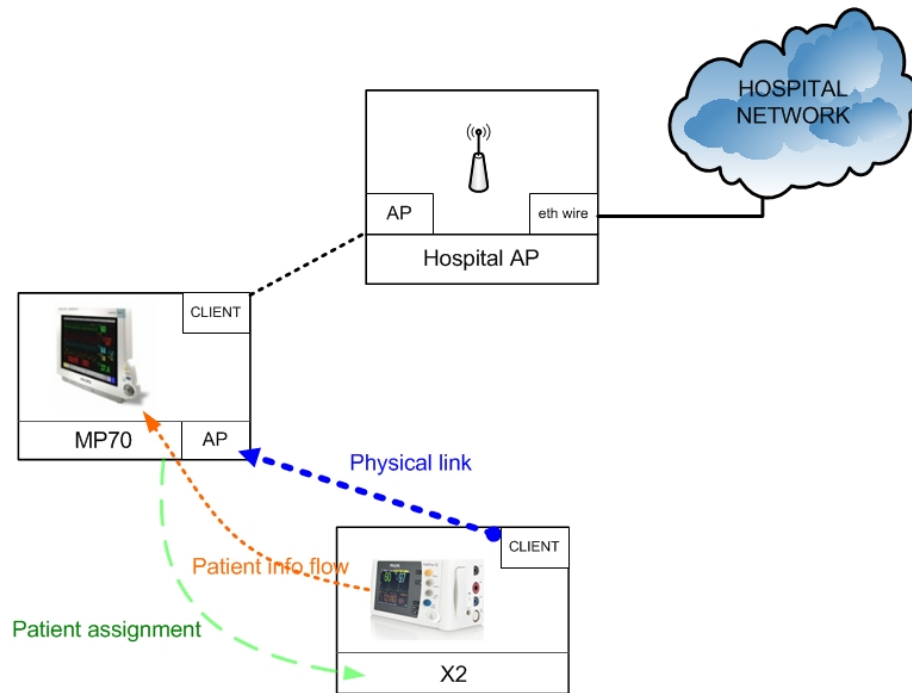 HOSPITAL
NETWORK
AP
eth wire
Hospital AP
CLIENT
MP70
AP
Physical link
CLIENT
Patient info flow
Patient assignment
X2